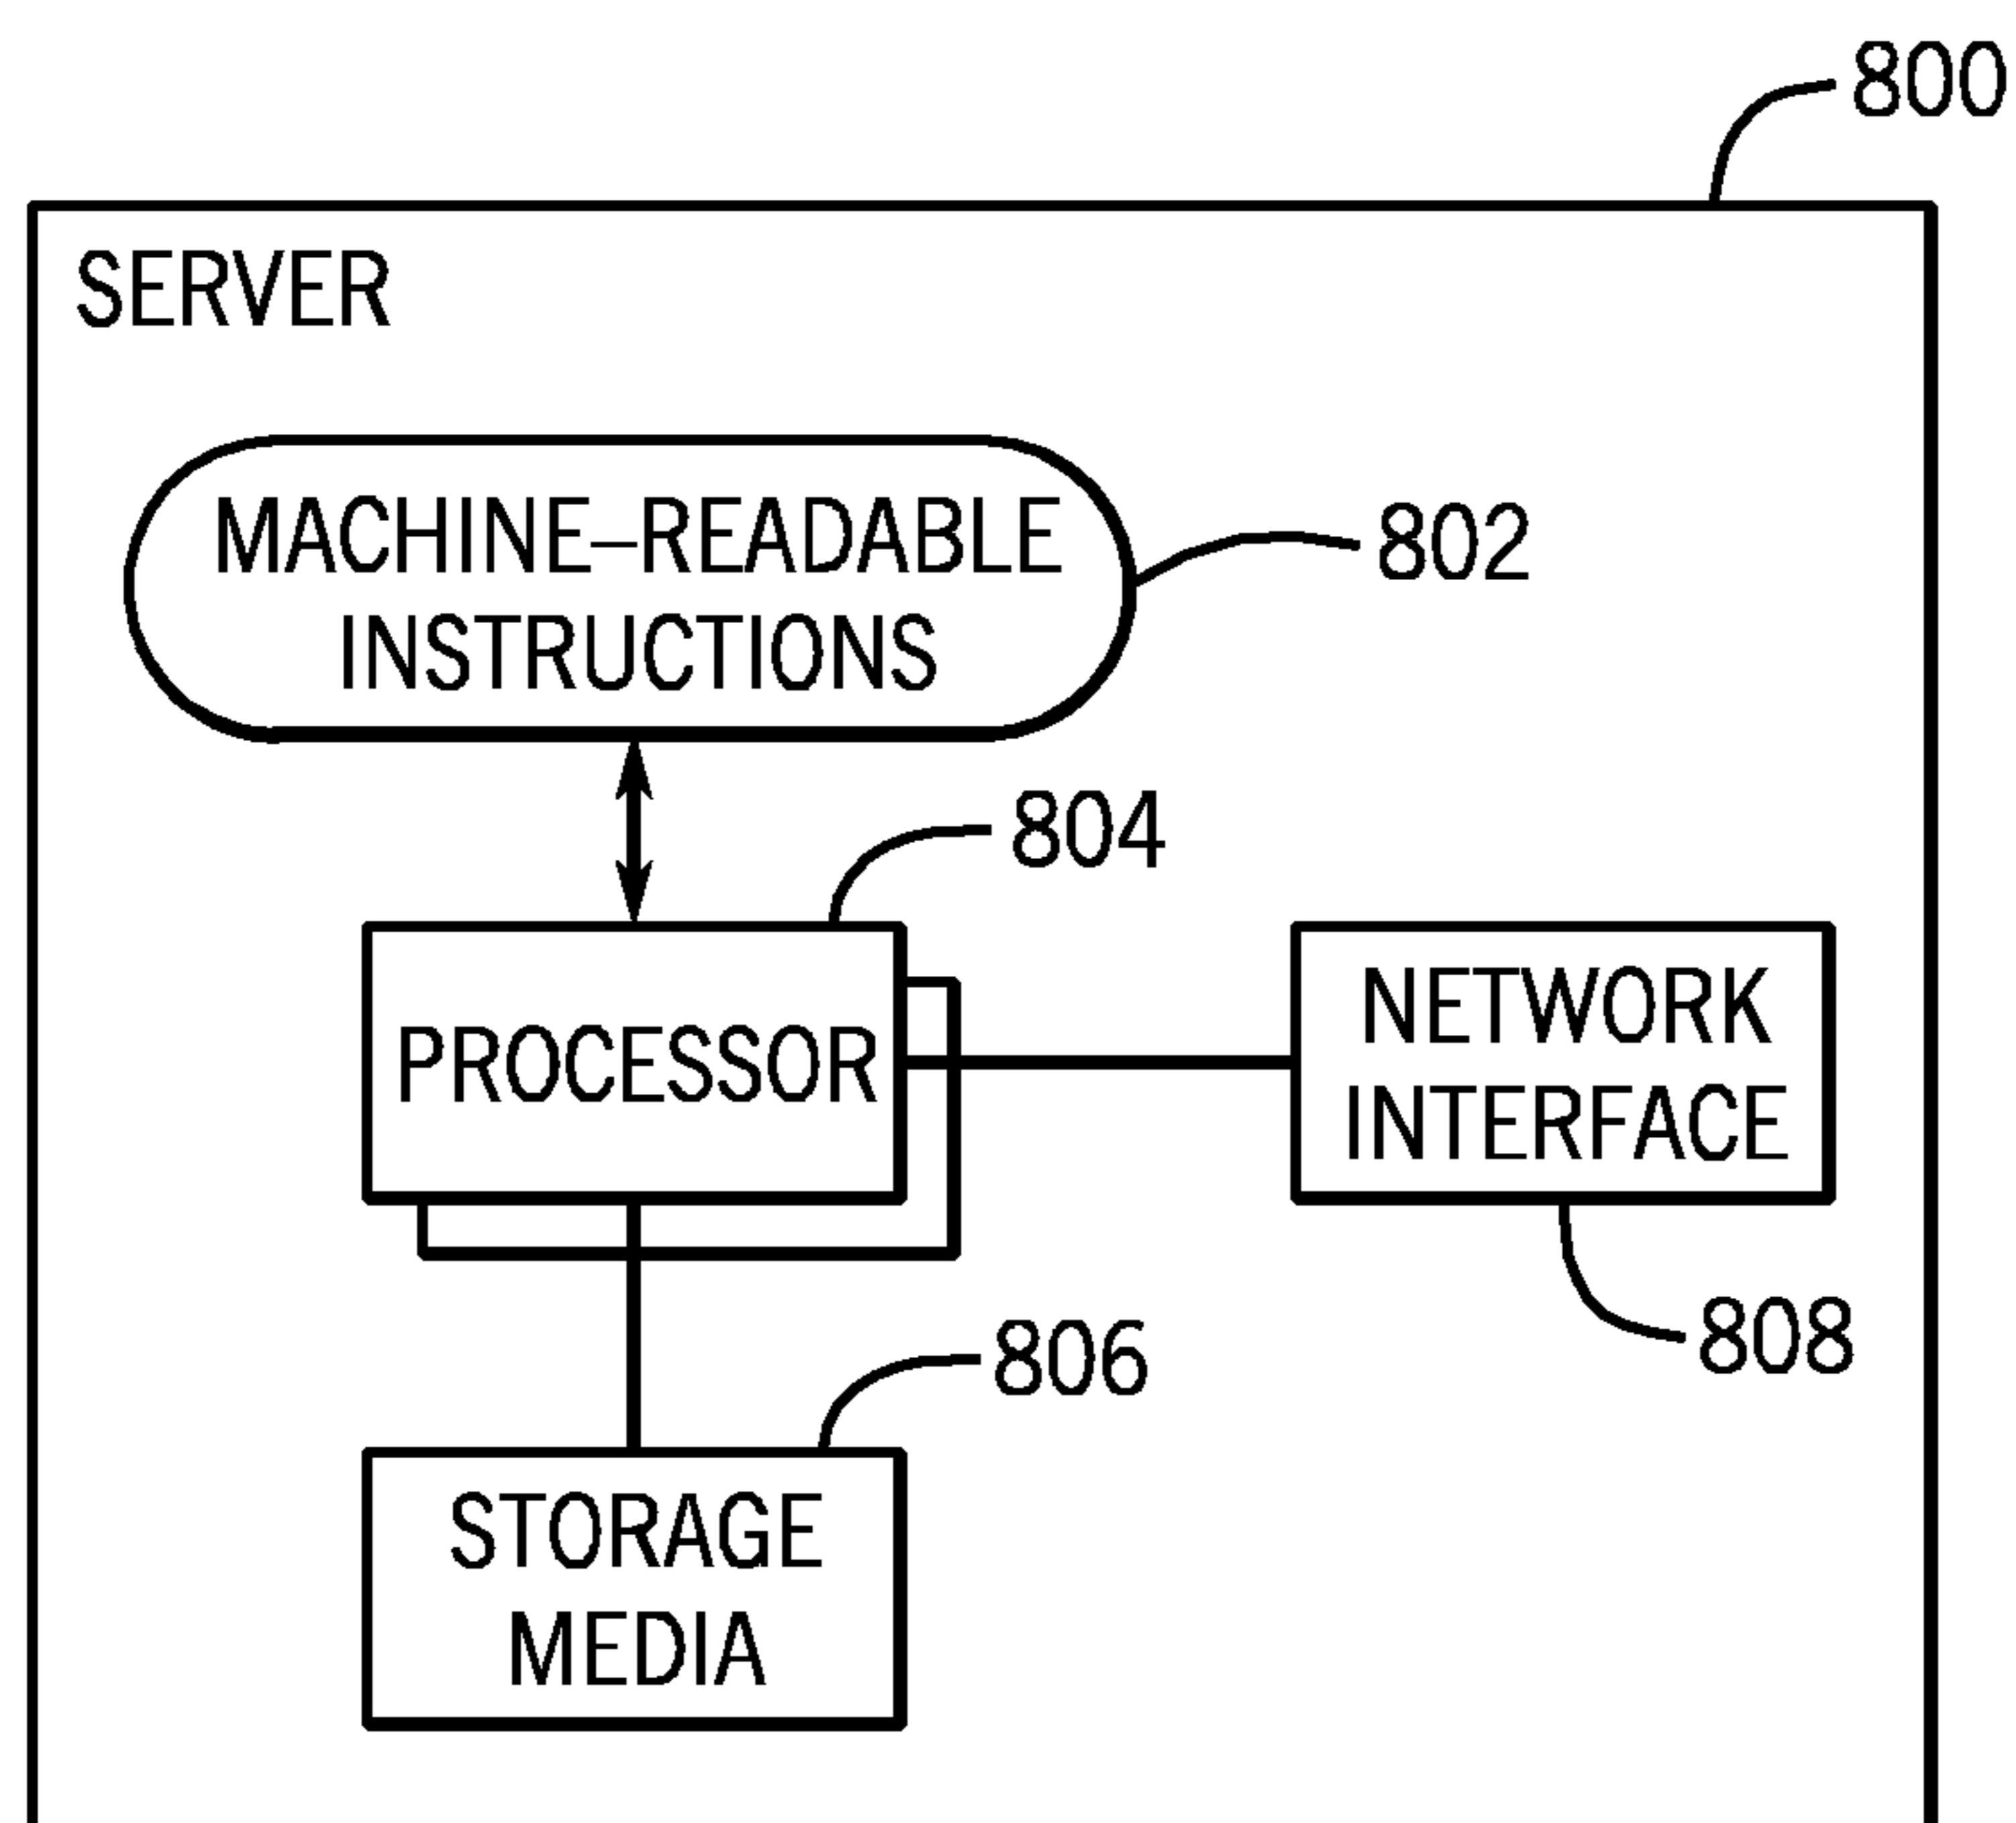 800
SERVER
MACHINE–READABLE
INSTRUCTIONS
802
804
PROCESSOR
NETWORK
INTERFACE
806
808
STORAGE
MEDIA